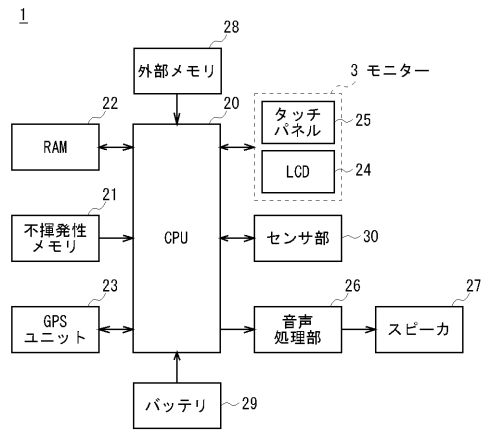 1
28
外部メモリ
3 モニター
22
20
タッチ
パネル
25
RAM
LCD
24
21
不揮発性
メモリ
CPU
センサ部
30
23
26
27
GPS
ユニット
音声
処理部
スピーカ
バッテリ
29